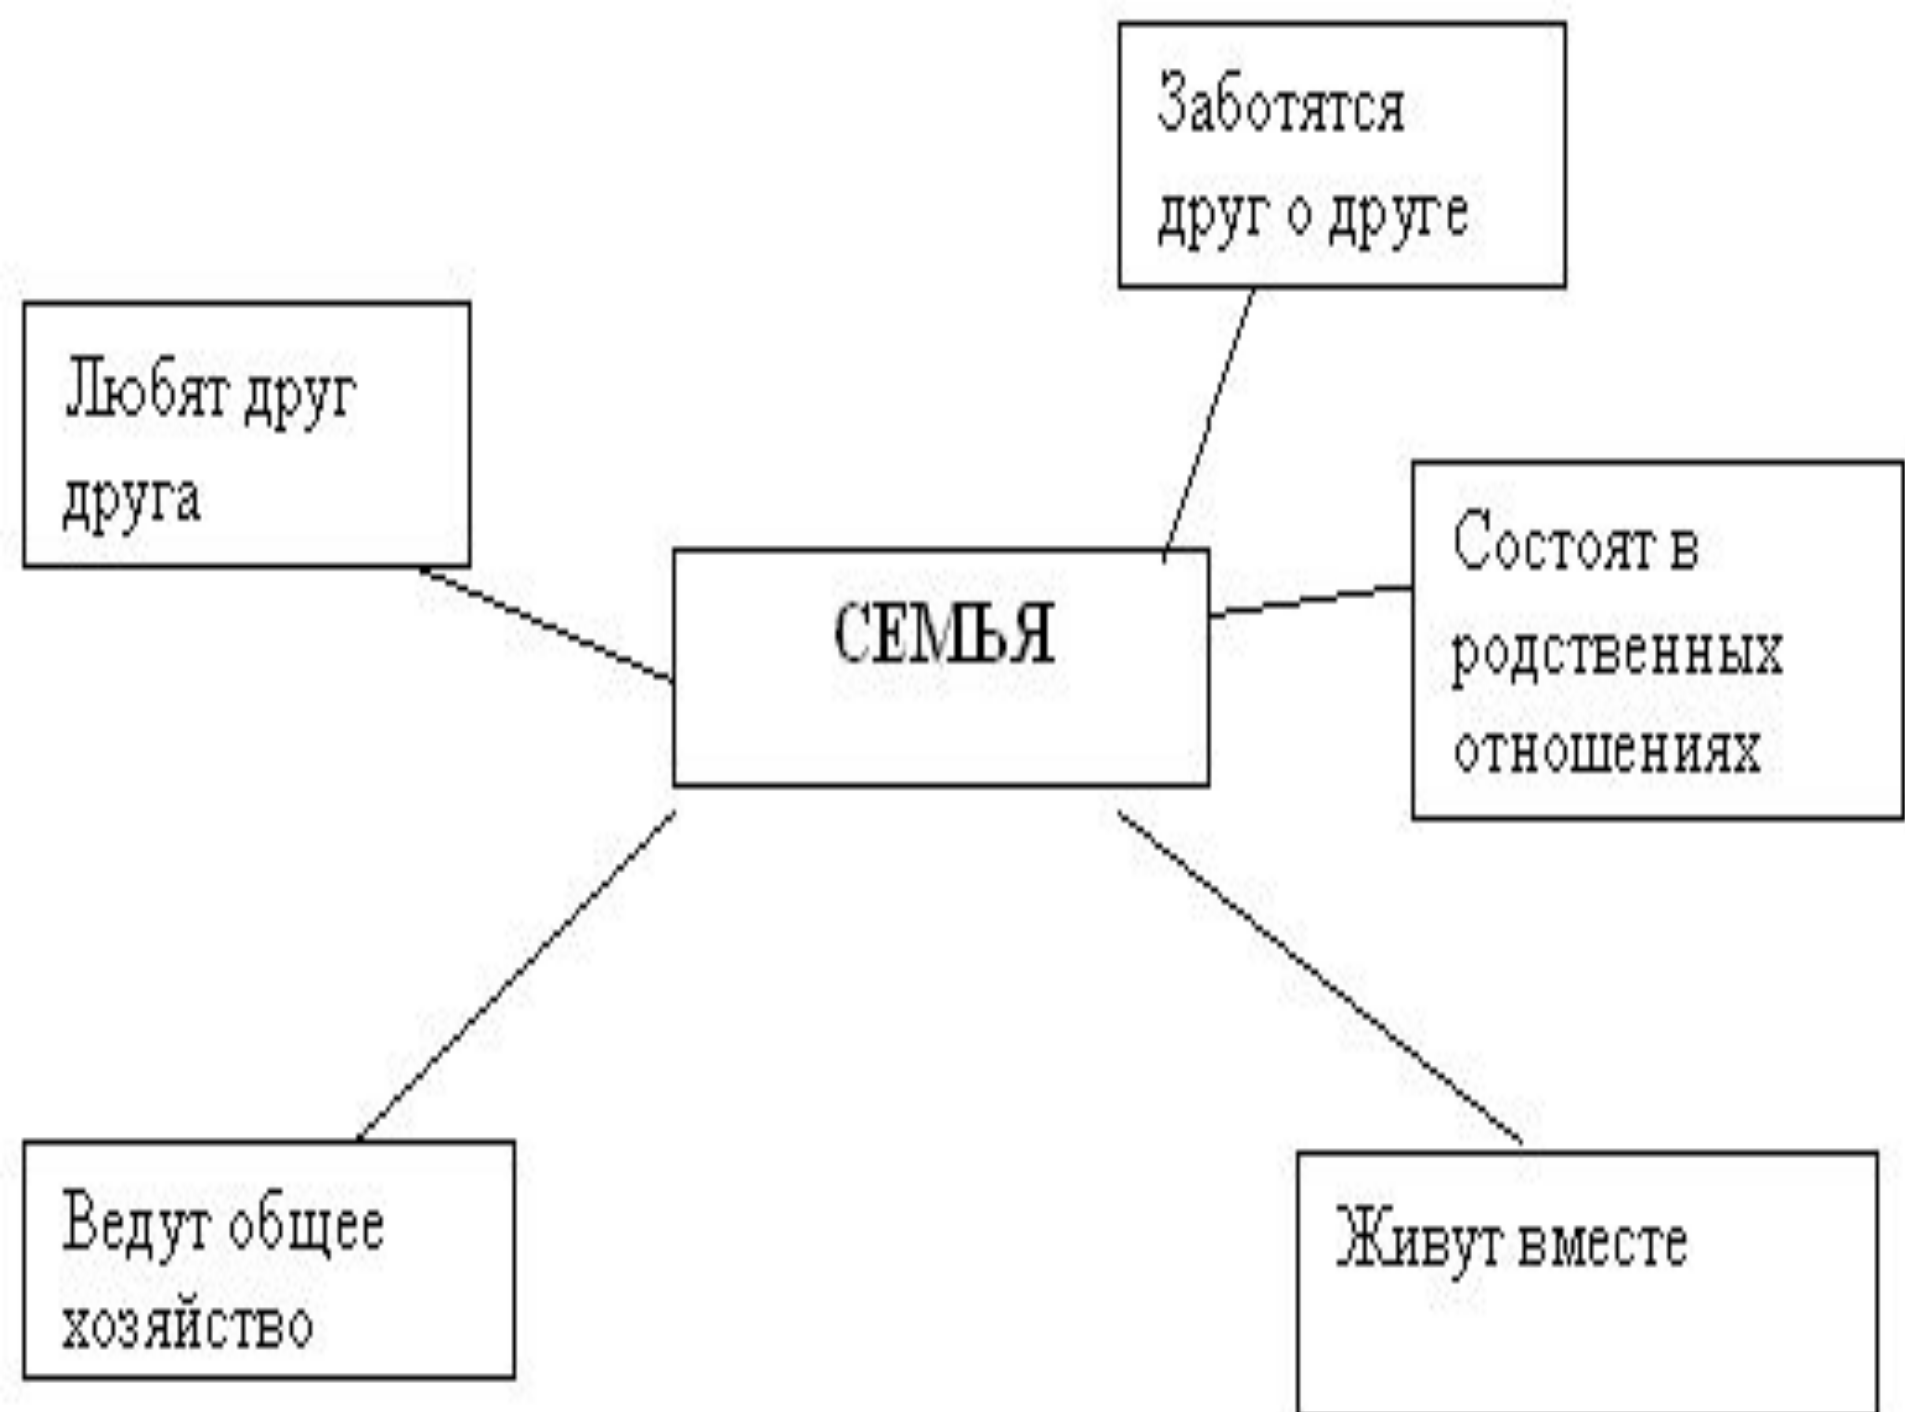 Заботятся
друг о друге
Любят друг
друга
СЕМЬЯ
Состоят в
родственных
отношениях
Ведут общее
хозяйство
Живут вместе